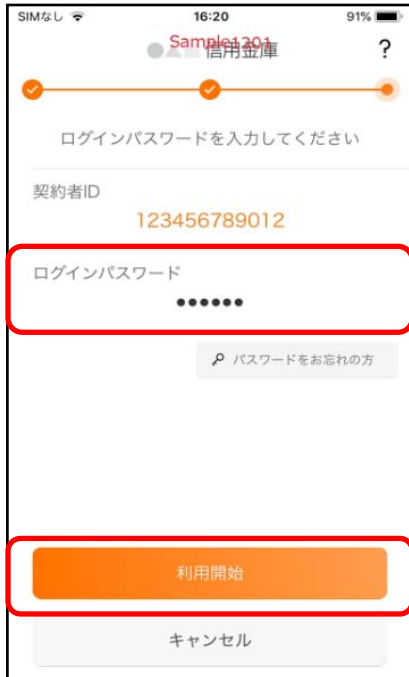 SIMなし 16:20 91%
Sample1201
信用金庫 ?
ログインパスワードを入力してください
契約者ID
123456789012
ログインパスワード
••••••
パスワードをお忘れの方
利用開始
キャンセル